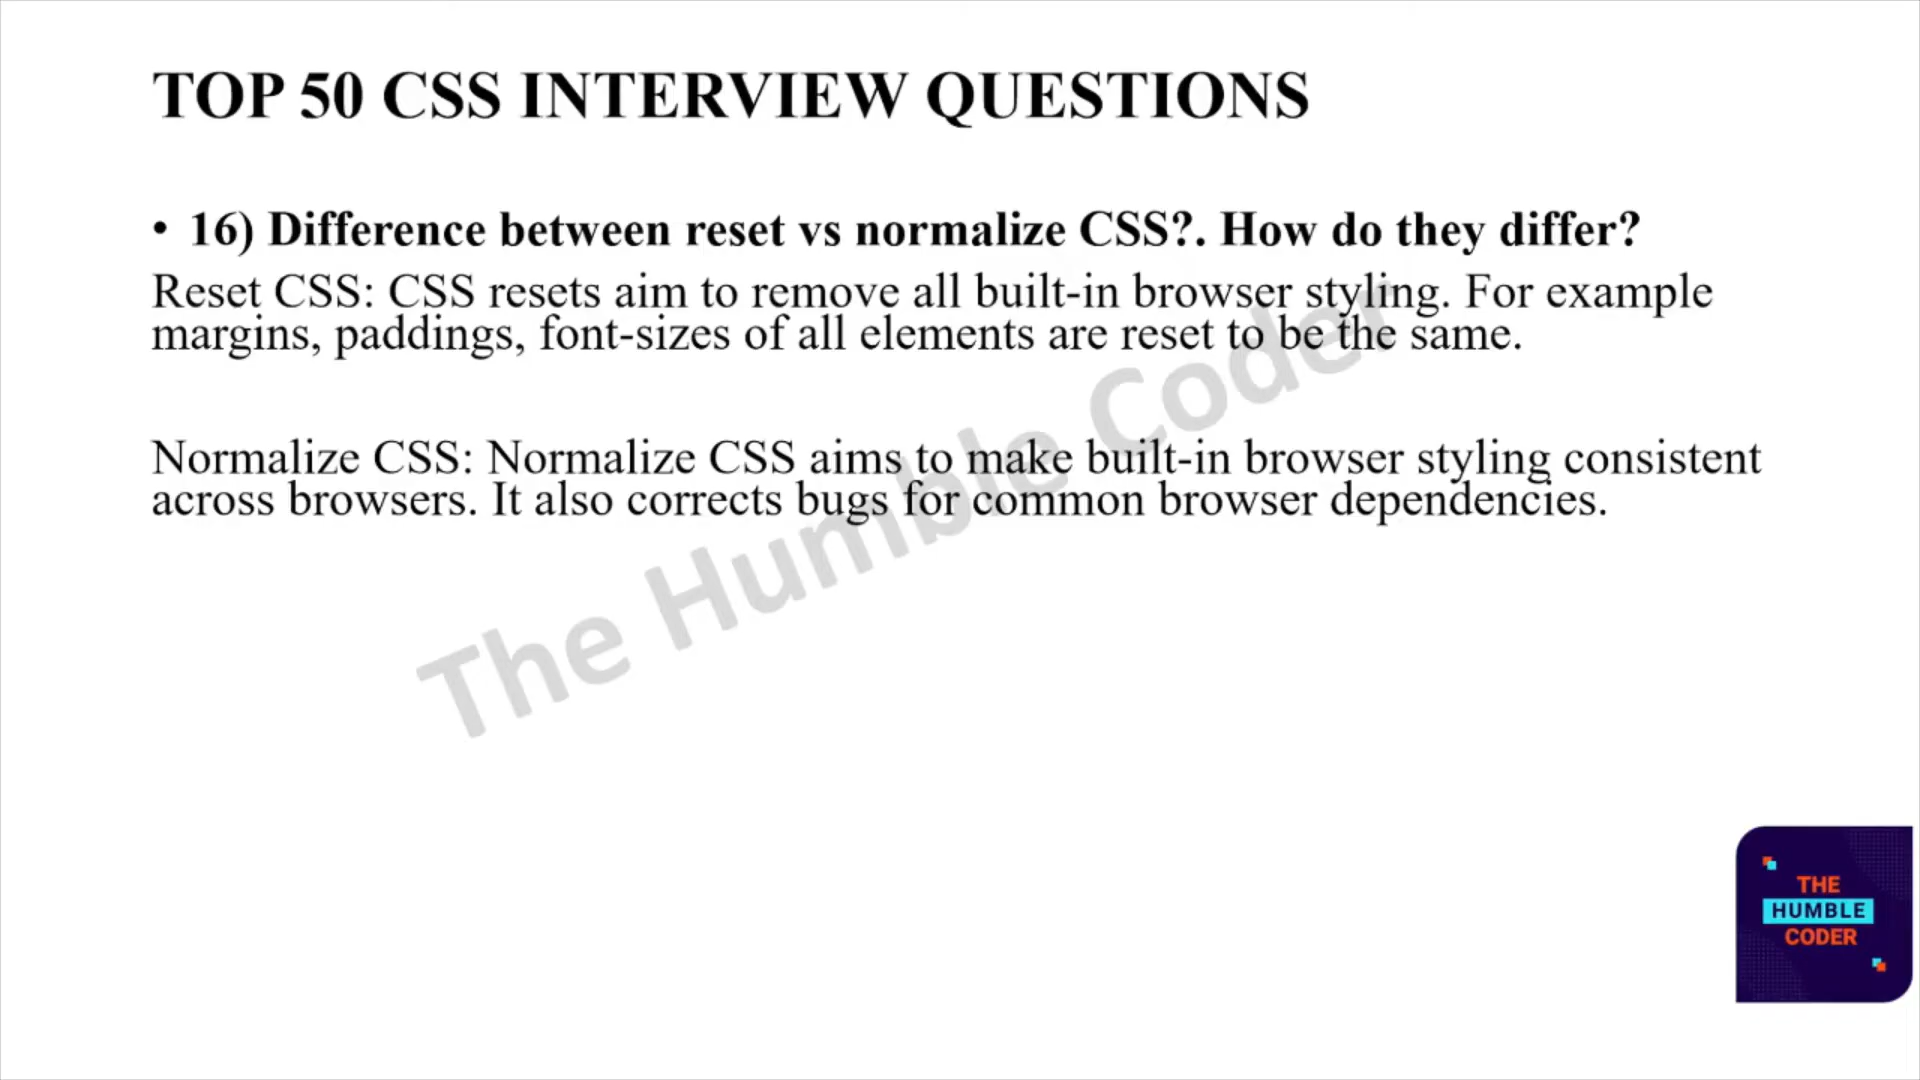 TOP 50 CSS INTERVIEW QUESTIONS
• 16) Difference between reset vs normalize CSS?. How do they differ?
Reset CSS: CSS resets aim to remove all built-in browser styling. For example
margins, paddings, font-sizes of all elements are reset to be the same.
Normalize CSS: Normalize CSS aims to make built-in browser styling consistent
across browsers. It also corrects bugs for common browser dependencies.
The Humble Coder
THE
HUMBLE
CODER